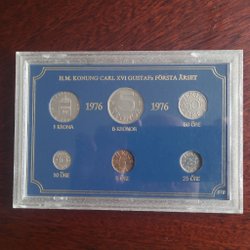 H.M. KONUNG CARL XVI GUSTAFS FÖRSTA ÅRSET
1976 1976
1 KRONA 5 KRONOR 50 ÖRE
10 ÖRE 5 ÖRE 25 ÖRE